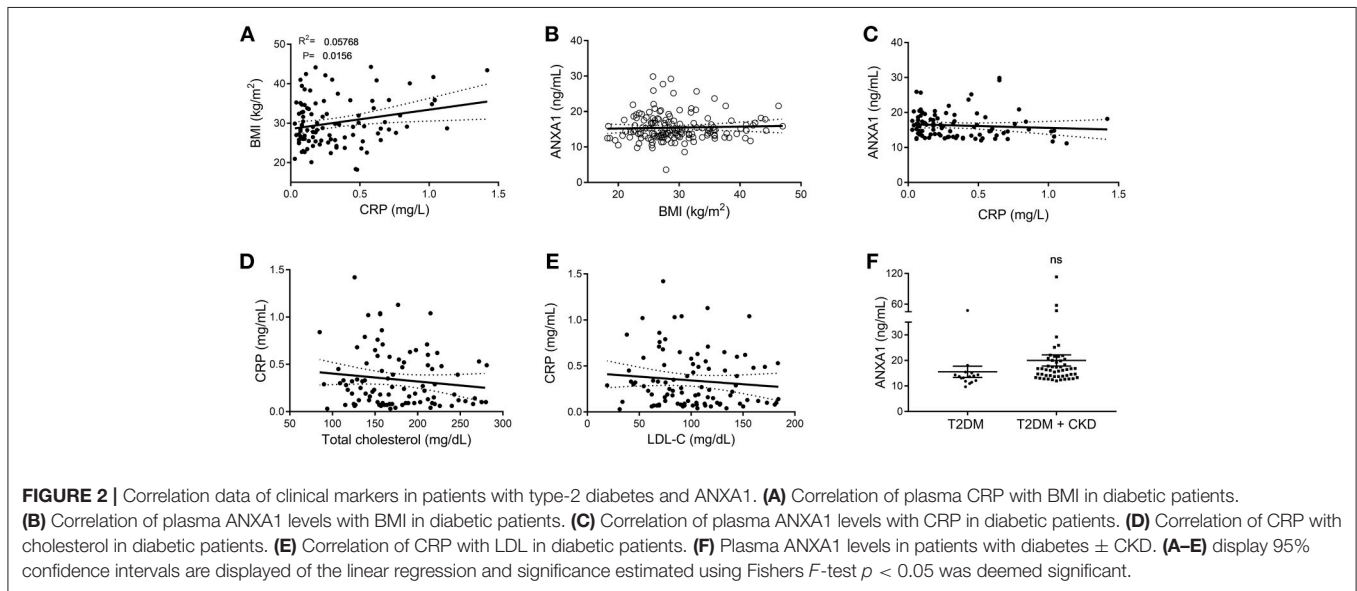 A
R²= 0.05768
P= 0.0156
BMI (kg/m²)
50
40
30
20
0.0 0.5 1.0 1.5
CRP (mg/L)
B
ANXA1 (ng/mL)
40
30
20
10
0
20 30 40 50
BMI (kg/m²)
C
ANXA1 (ng/mL)
40
30
20
10
0
0.0 0.5 1.0 1.5
CRP (mg/L)
D
CRP (mg/mL)
1.5
1.0
0.5
0.0
50 100 150 200 250 300
Total cholesterol (mg/dL)
E
CRP (mg/mL)
1.5
1.0
0.5
0.0
0 50 100 150 200
LDL-C (mg/dL)
F
ns
ANXA1 (ng/mL)
120
60
30
20
10
0
T2DM T2DM + CKD
FIGURE 2 | Correlation data of clinical markers in patients with type-2 diabetes and ANXA1. (A) Correlation of plasma CRP with BMI in diabetic patients.
(B) Correlation of plasma ANXA1 levels with BMI in diabetic patients. (C) Correlation of plasma ANXA1 levels with CRP in diabetic patients. (D) Correlation of CRP with
cholesterol in diabetic patients. (E) Correlation of CRP with LDL in diabetic patients. (F) Plasma ANXA1 levels in patients with diabetes ± CKD. (A–E) display 95%
confidence intervals are displayed of the linear regression and significance estimated using Fishers F-test p < 0.05 was deemed significant.